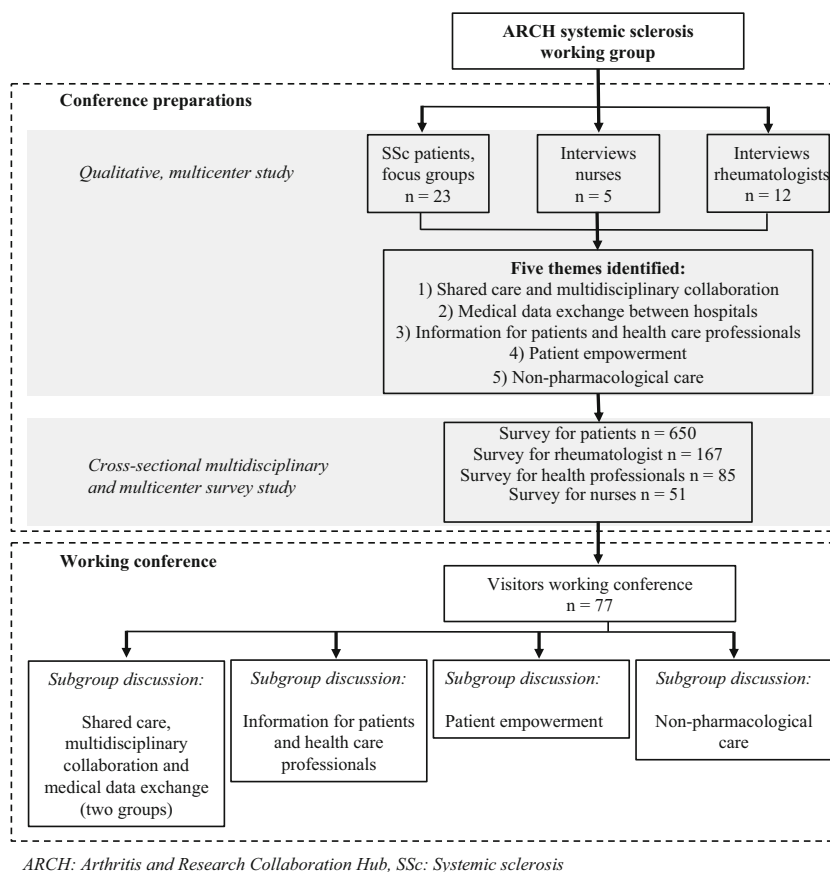 ARCH systemic sclerosis
working group
Conference preparations
Qualitative, multicenter study
SSc patients,
focus groups
n = 23
Interviews
nurses
n = 5
Interviews
rheumatologists
n = 12
Five themes identified:
1) Shared care and multidisciplinary collaboration
2) Medical data exchange between hospitals
3) Information for patients and health care professionals
4) Patient empowerment
5) Non-pharmacological care
Cross-sectional multidisciplinary
and multicenter survey study
Survey for patients n = 650
Survey for rheumatologist n = 167
Survey for health professionals n = 85
Survey for nurses n = 51
Working conference
Visitors working conference
n = 77
Subgroup discussion:
Shared care,
multidisciplinary
collaboration and
medical data exchange
(two groups)
Subgroup discussion:
Information for patients
and health care
professionals
Subgroup discussion:
Patient empowerment
Subgroup discussion:
Non-pharmacological
care
ARCH: Arthritis and Research Collaboration Hub, SSc: Systemic sclerosis